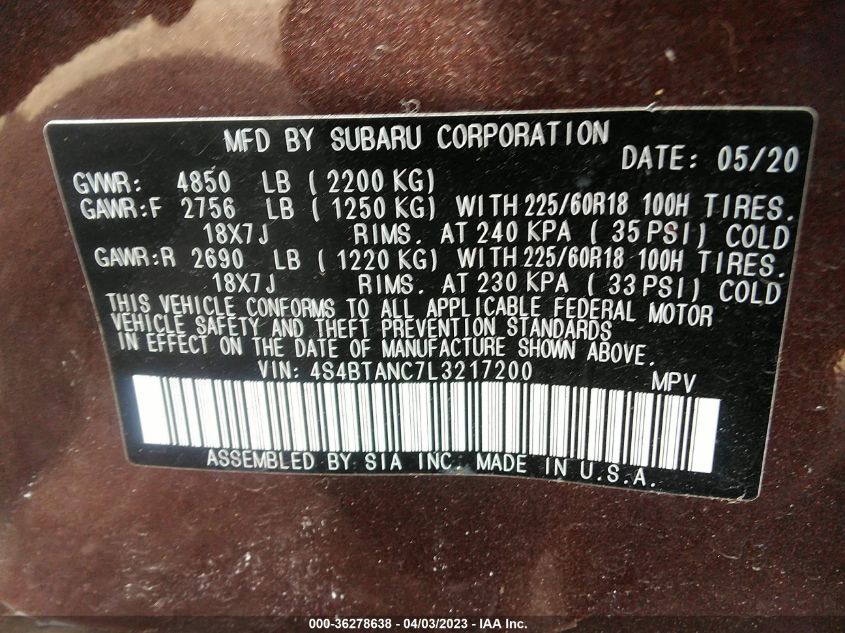 MFD BY SUBARU CORPORATION
DATE: 05/20
GVWR: 4850 LB ( 2200 KG)
GAWR:F 2756 LB ( 1250 KG) WITH 225/60R18 100H TIRES.
18X7J RIMS. AT 240 KPA ( 35 PSI) COLD
GAWR:R 2690 LB ( 1220 KG) WITH 225/60R18 100H TIRES.
18X7J RIMS. AT 230 KPA ( 33 PSI) COLD
THIS VEHICLE CONFORMS TO ALL APPLICABLE FEDERAL MOTOR
VEHICLE SAFETY AND THEFT PREVENTION STANDARDS
IN EFFECT ON THE DATE OF MANUFACTURE SHOWN ABOVE.
VIN: 4S4BTANC7L3217200 MPV
ASSEMBLED BY SIA INC. MADE IN U.S.A.
000-36278638 - 04/03/2023 - IAA Inc.